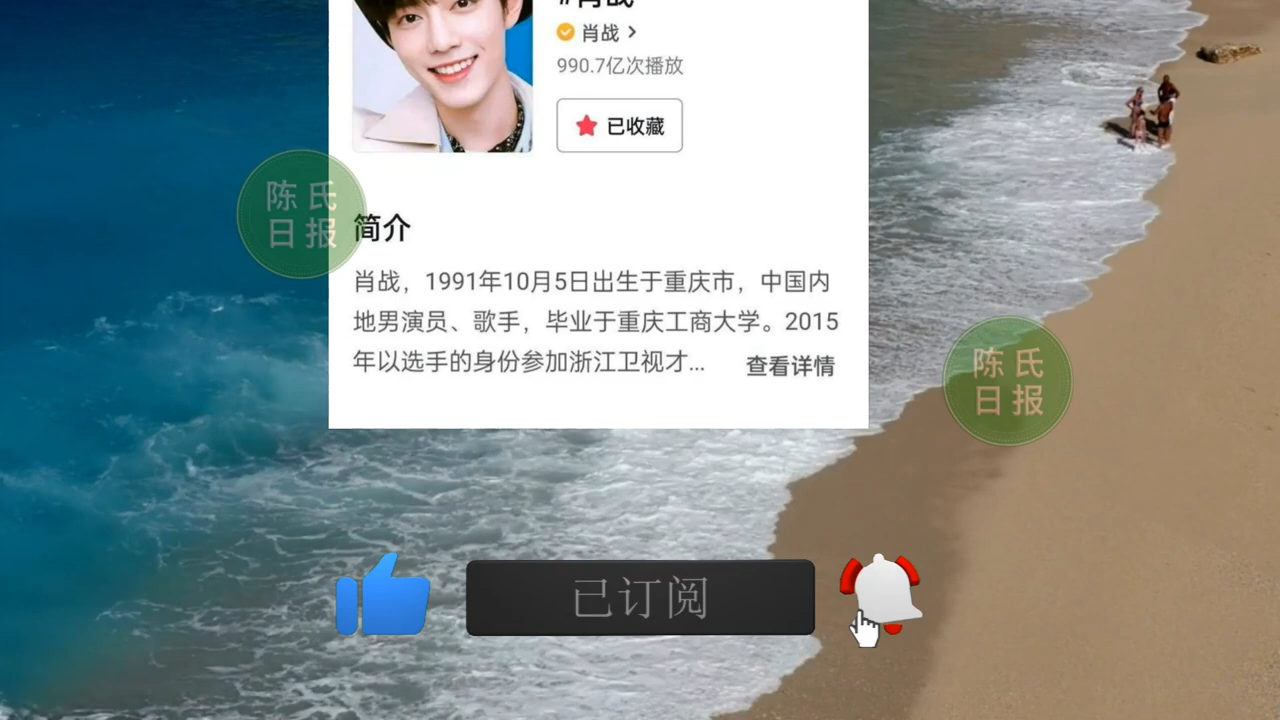 #肖战
肖战 >
990.7亿次播放
已收藏
陈氏
日报
简介
肖战，1991年10月5日出生于重庆市，中国内
地男演员、歌手，毕业于重庆工商大学。2015
年以选手的身份参加浙江卫视才... 查看详情
陈氏
日报
已订阅